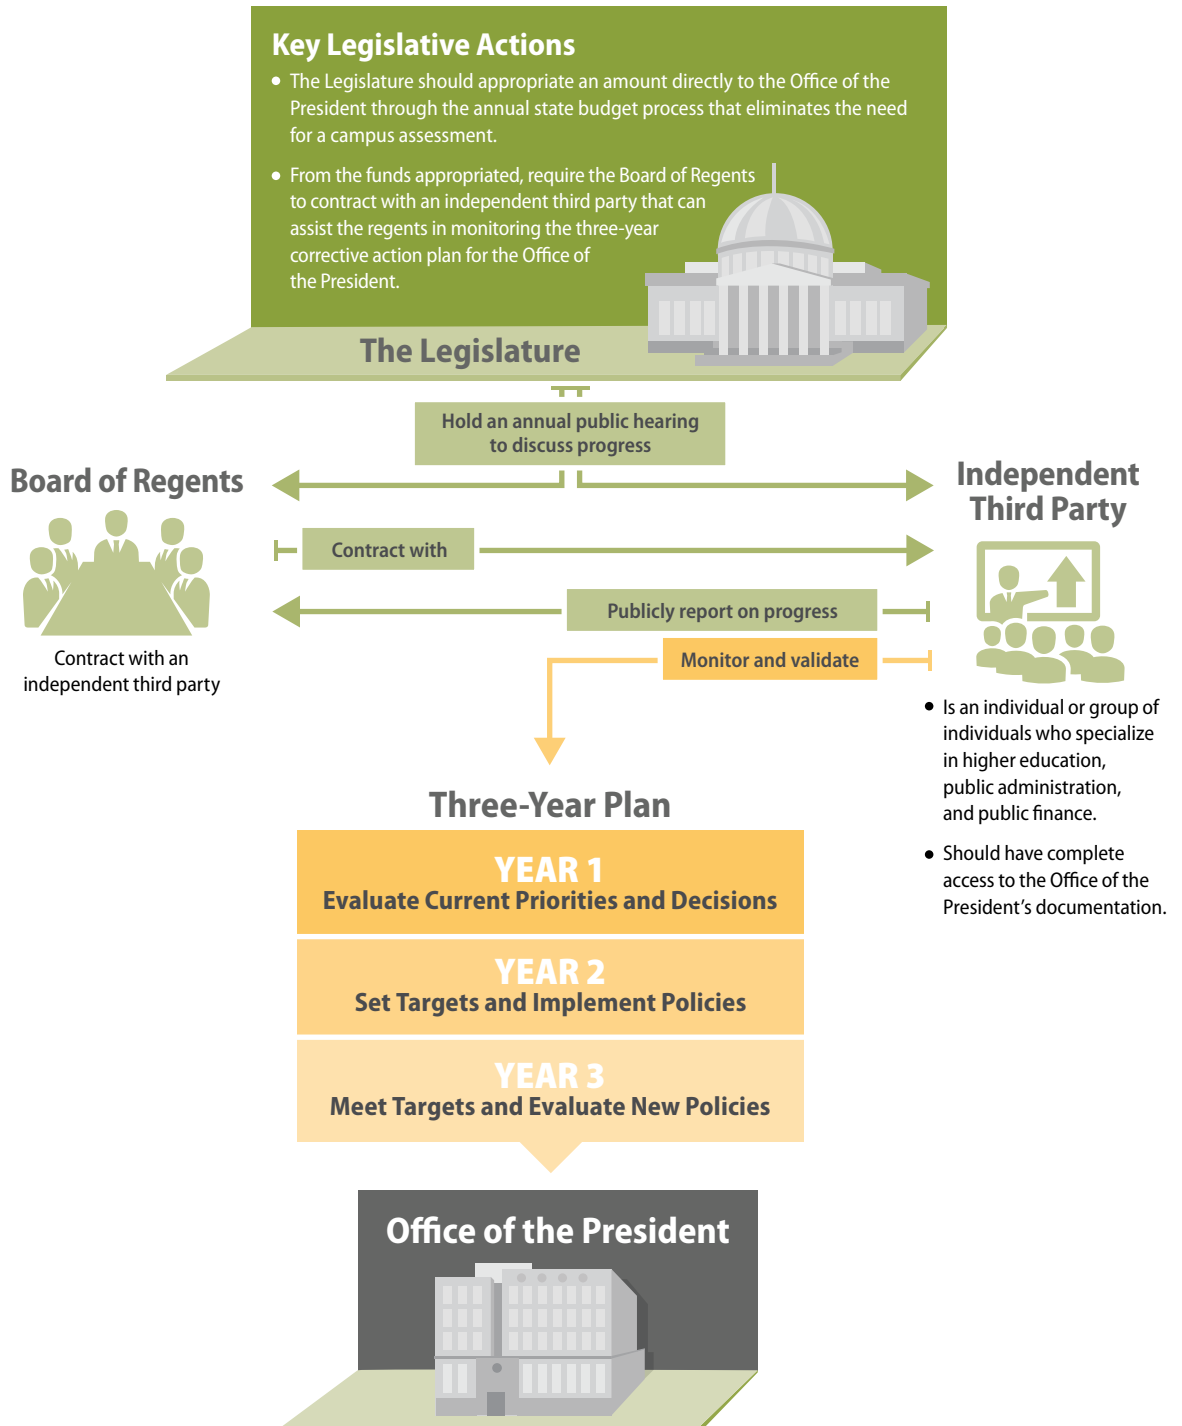 Key Legislative Actions
• The Legislature should appropriate an amount directly to the Office of the
President through the annual state budget process that eliminates the need
for a campus assessment.
• From the funds appropriated, require the Board of Regents
to contract with an independent third party that can
assist the regents in monitoring the three-year
corrective action plan for the Office of
the President.
The Legislature
Hold an annual public hearing
to discuss progress
Board of Regents
Independent
Third Party
Contract with
Publicly report on progress
Monitor and validate
Contract with an
independent third party
• Is an individual or group of
individuals who specialize
in higher education,
public administration,
and public finance.
• Should have complete
access to the Office of the
President’s documentation.
Three-Year Plan
YEAR 1
Evaluate Current Priorities and Decisions
YEAR 2
Set Targets and Implement Policies
YEAR 3
Meet Targets and Evaluate New Policies
Office of the President